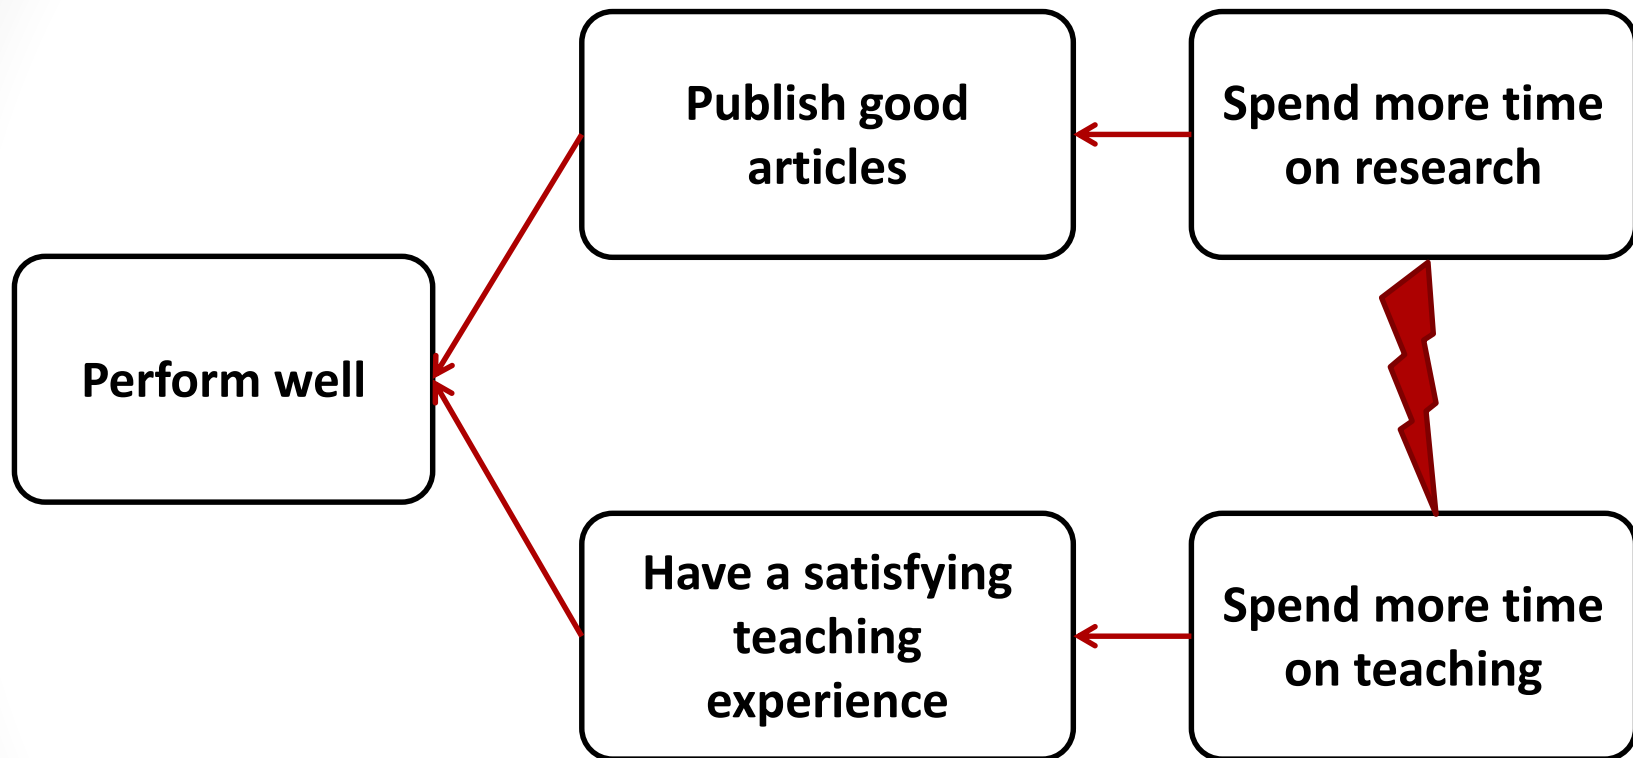 Publish good
articles
Spend more time
on research
Perform well
Have a satisfying
teaching
experience
Spend more time
on teaching